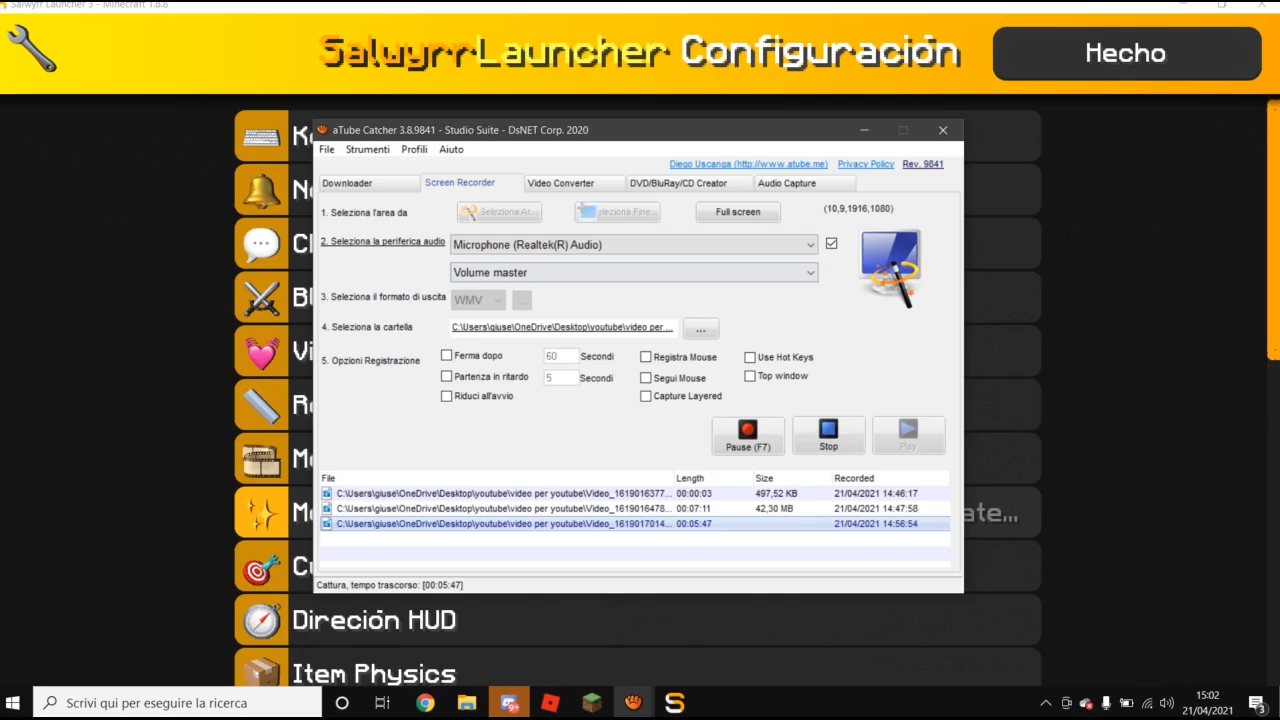 Salwyrr Launcher 3 - Minecraft 1.8.8
SalwyrrLauncher Configuración
Hecho
aTube Catcher 3.8.9841 - Studio Suite - DsNET Corp. 2020
File Strumenti Profili Aiuto
Diego Uscanga (http://www.atube.me) Privacy Policy Rev. 9841
Downloader Screen Recorder Video Converter DVD/BluRay/CD Creator Audio Capture
1. Seleziona l'area da Seleziona Ar... eleziona Fine... Full screen (10,9,1916,1080)
2. Seleziona la periferica audio Microphone (Realtek(R) Audio)
Volume master
3. Seleziona il formato di uscita WMV ...
4. Seleziona la cartella C:\Users\giuse\OneDrive\Desktop\youtube\video per ... ...
5. Opzioni Registrazione
Ferma dopo 60 Secondi Registra Mouse Use Hot Keys
Partenza in ritardo 5 Secondi Segui Mouse Top window
Riduci all'avvio Capture Layered
Pause (F7) Stop Play
File Length Size Recorded
C:\Users\giuse\OneDrive\Desktop\youtube\video per youtube\Video_1619016377... 00:00:03 497,52 KB 21/04/2021 14:46:17
C:\Users\giuse\OneDrive\Desktop\youtube\video per youtube\Video_1619016478... 00:07:11 42,30 MB 21/04/2021 14:47:58
C:\Users\giuse\OneDrive\Desktop\youtube\video per youtube\Video_1619017014... 00:05:47 21/04/2021 14:56:54
Cattura, tempo trascorso: [00:05:47]
ate...
Direción HUD
Item Physics
Scrivi qui per eseguire la ricerca
15:02
21/04/2021
3